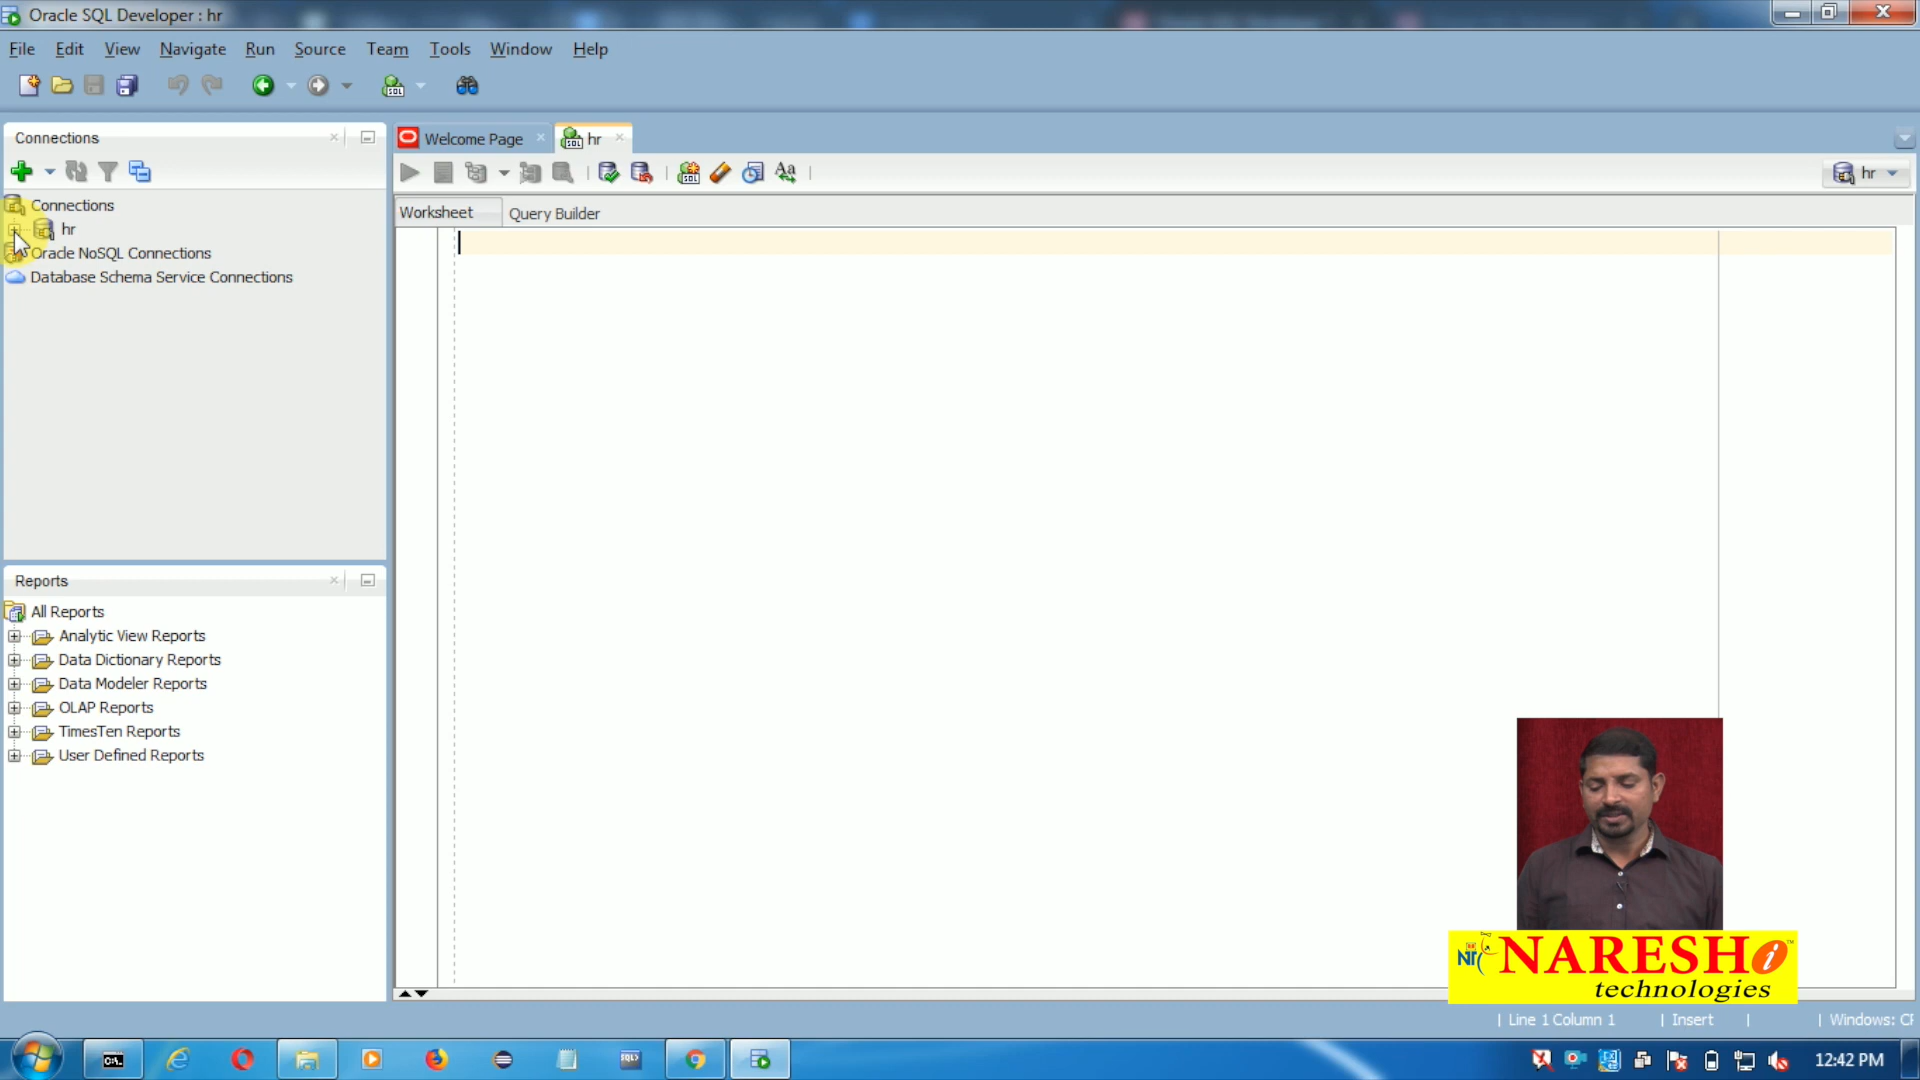 Oracle SQL Developer : hr
File Edit View Navigate Run Source Team Tools Window Help
Connections
Welcome Page hr
hr
Worksheet Query Builder
Connections
hr
Oracle NoSQL Connections
Database Schema Service Connections
Reports
All Reports
Analytic View Reports
Data Dictionary Reports
Data Modeler Reports
OLAP Reports
TimesTen Reports
User Defined Reports
NARESH i
technologies
Line 1 Column 1 Insert Windows: CR
12:42 PM